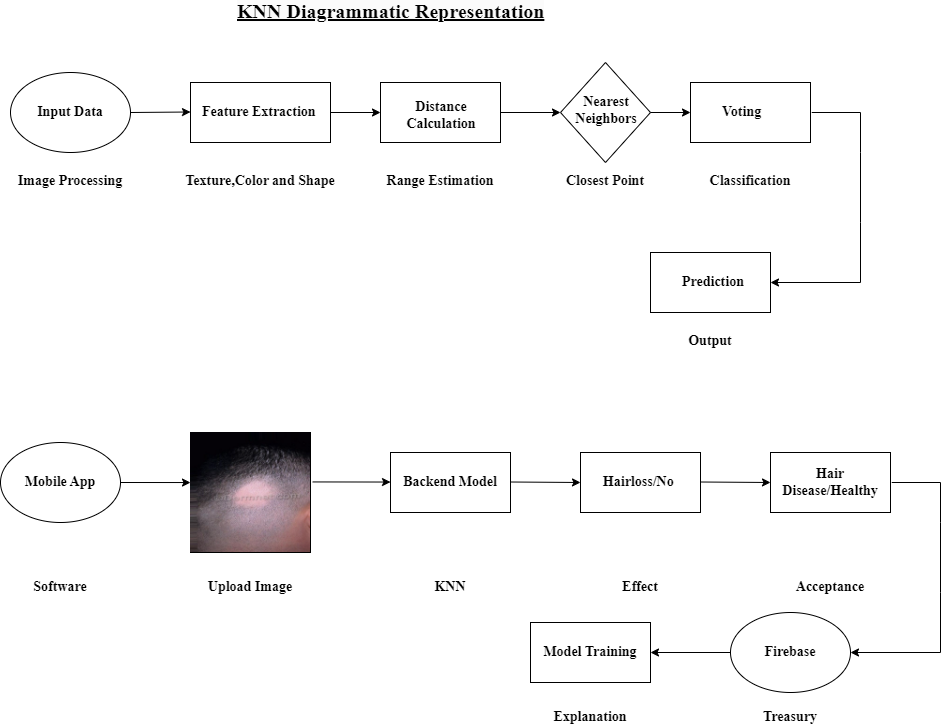 KNN Diagrammatic Representation
Input Data
Feature Extraction
Distance
Calculation
Nearest
Neighbors
Voting
Image Processing
Texture,Color and Shape
Range Estimation
Closest Point
Classification
Prediction
Output
Mobile App
Backend Model
Hairloss/No
Hair
Disease/Healthy
Software
Upload Image
KNN
Effect
Acceptance
Model Training
Firebase
Explanation
Treasury